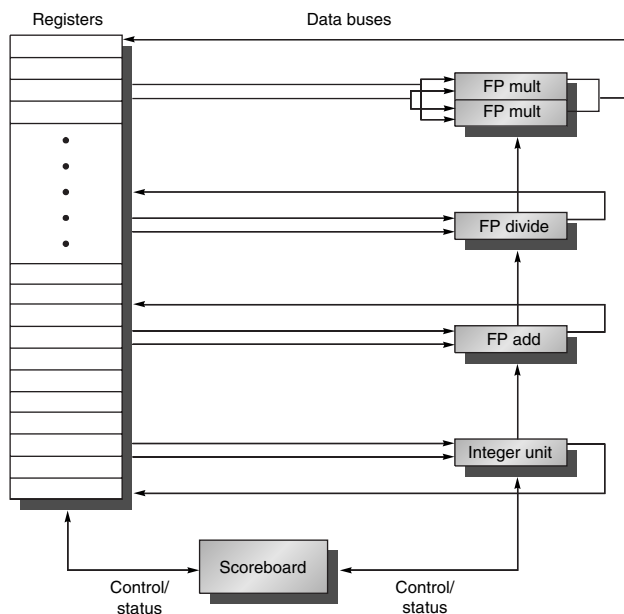 Registers
Data buses
FP mult
FP mult
FP divide
FP add
Integer unit
Scoreboard
Control/
status
Control/
status